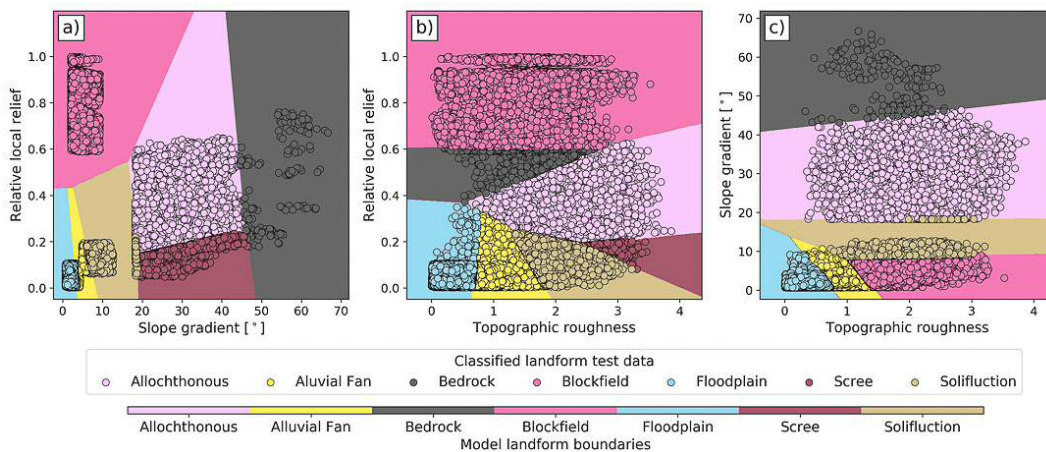 a)
Relative local relief
1.0
0.8
0.6
0.4
0.2
0.0
0 10 20 30 40 50 60 70
Slope gradient [°]
b)
Relative local relief
1.0
0.8
0.6
0.4
0.2
0.0
0 1 2 3 4
Topographic roughness
c)
Slope gradient [°]
70
60
50
40
30
20
10
0
0 1 2 3 4
Topographic roughness
Classified landform test data
Allochthonous Aluvial Fan Bedrock Blockfield Floodplain Scree Solifluction
Allochthonous Alluvial Fan Bedrock Blockfield Floodplain Scree Solifluction
Model landform boundaries